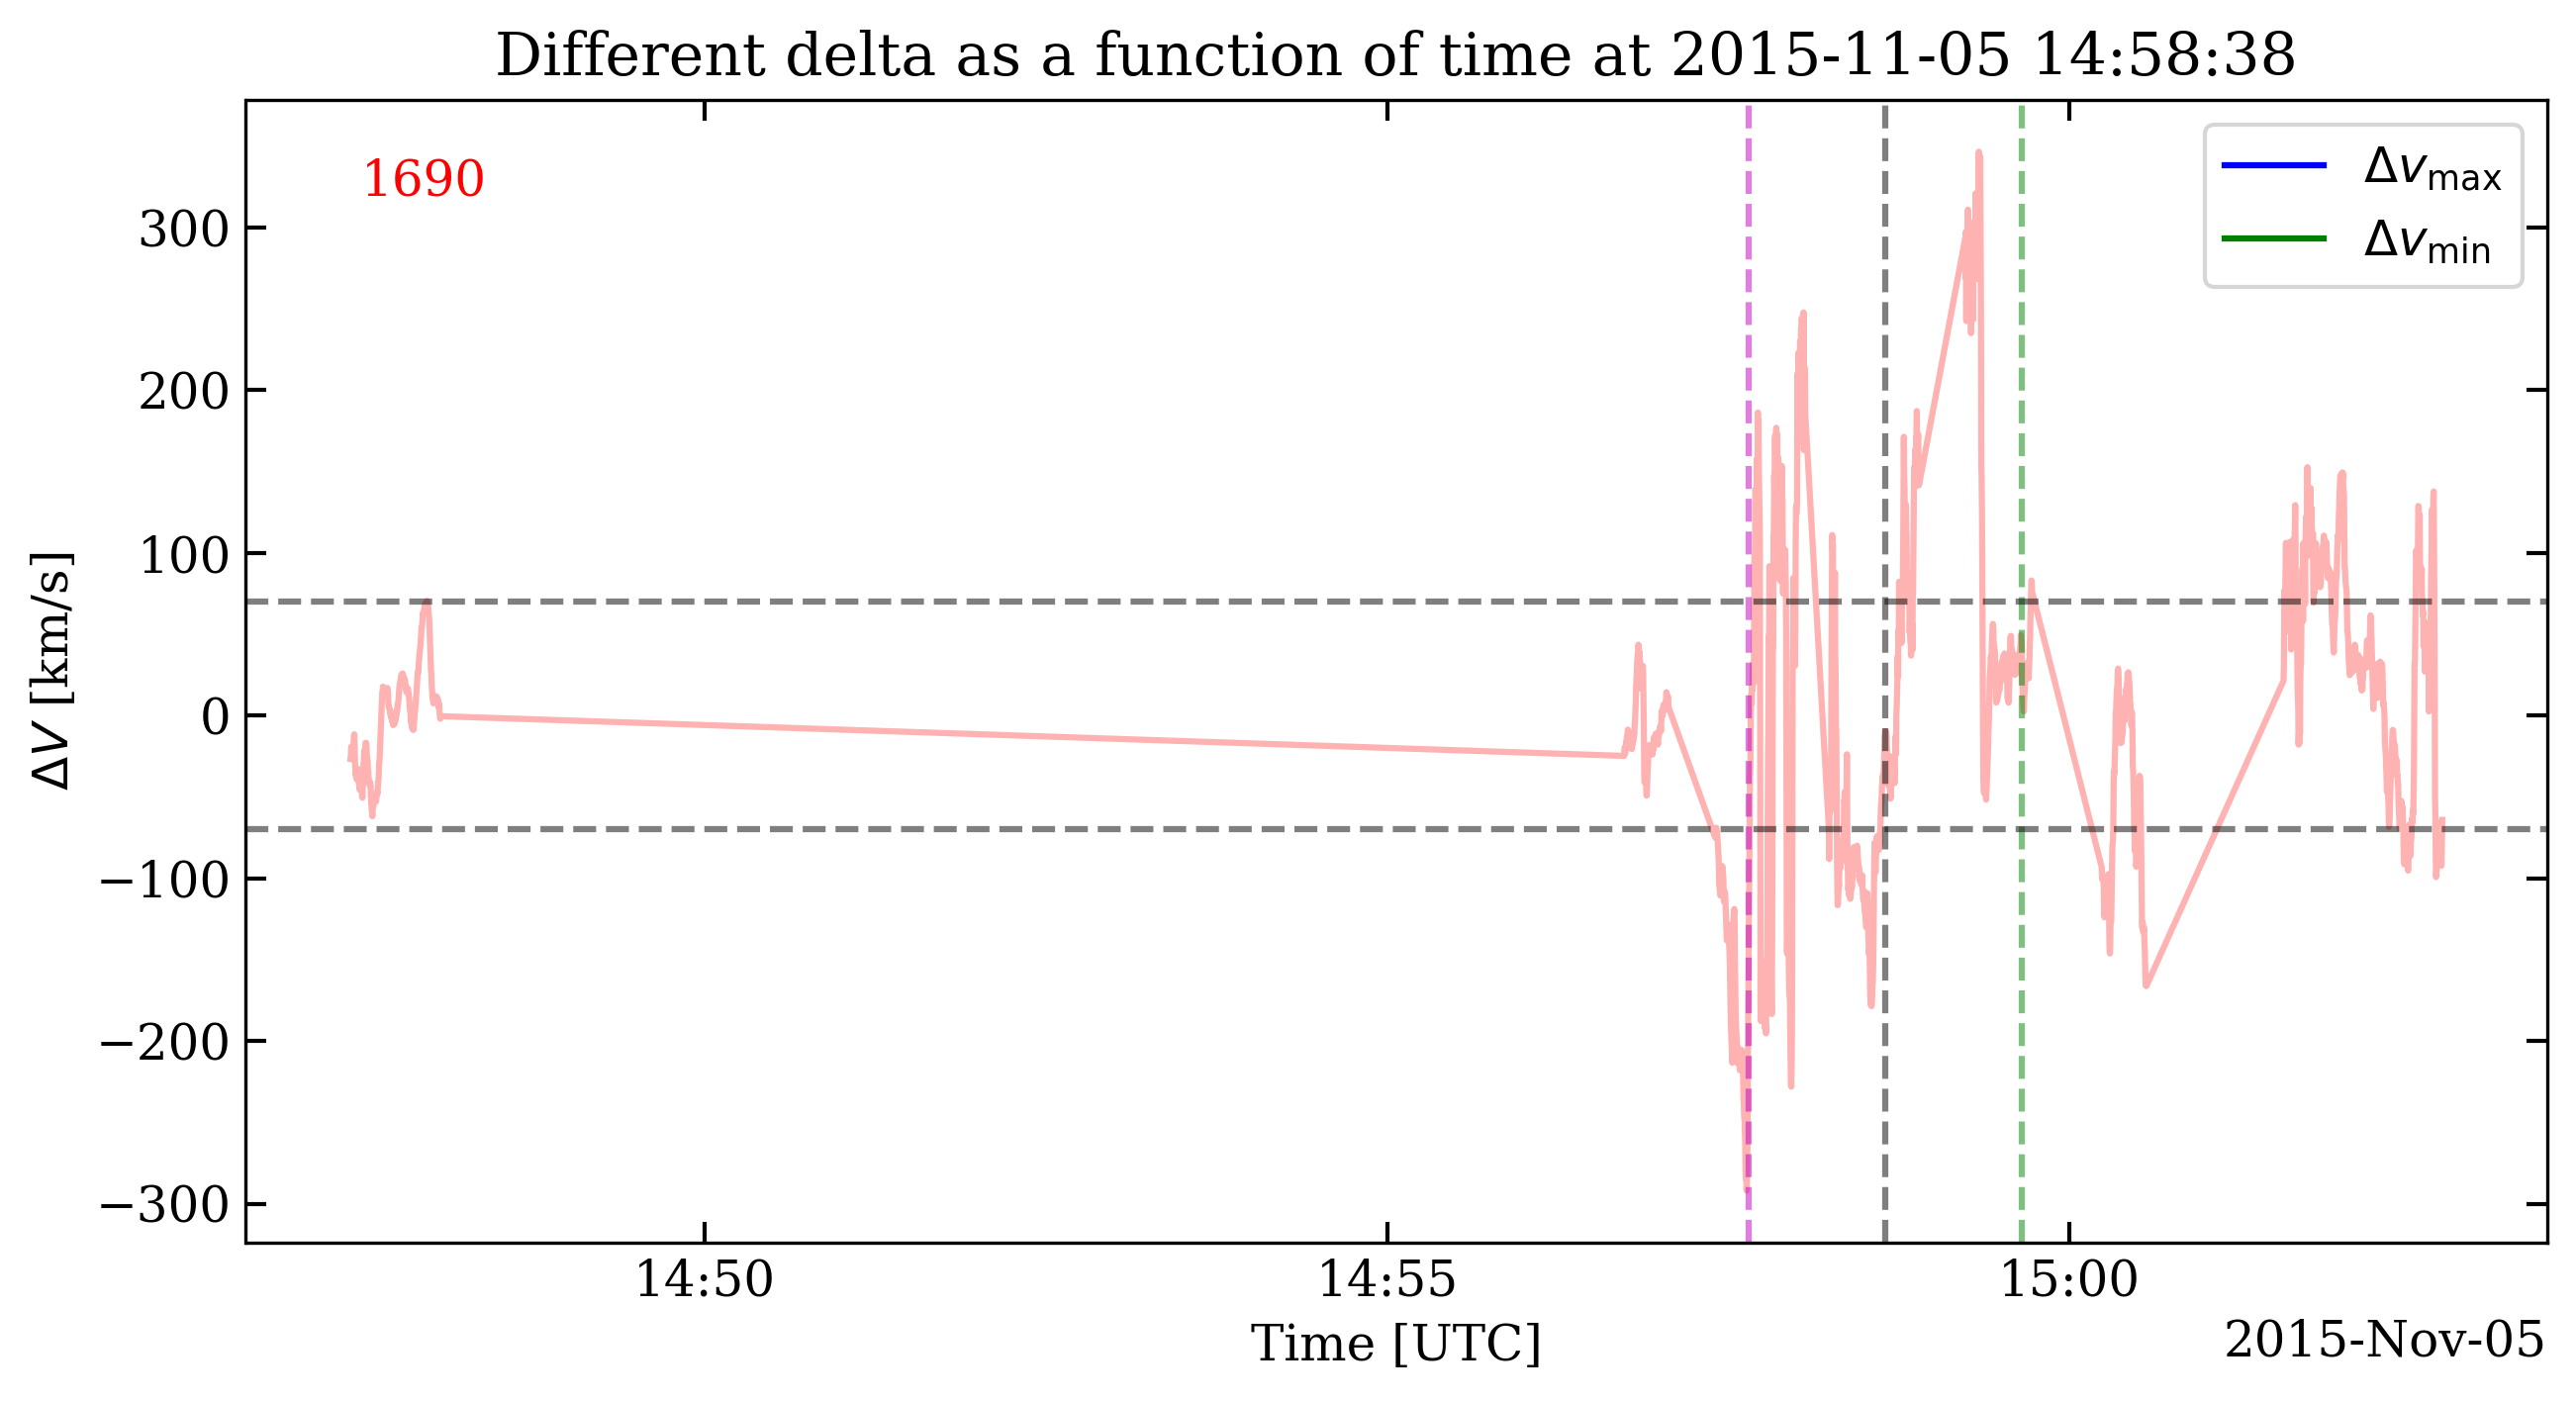 Different delta as a function of time at 2015-11-05 14:58:38
1690
Δv_max
Δv_min
300
200
100
0
−100
−200
−300
ΔV [km/s]
14:50
14:55
15:00
Time [UTC]
2015-Nov-05